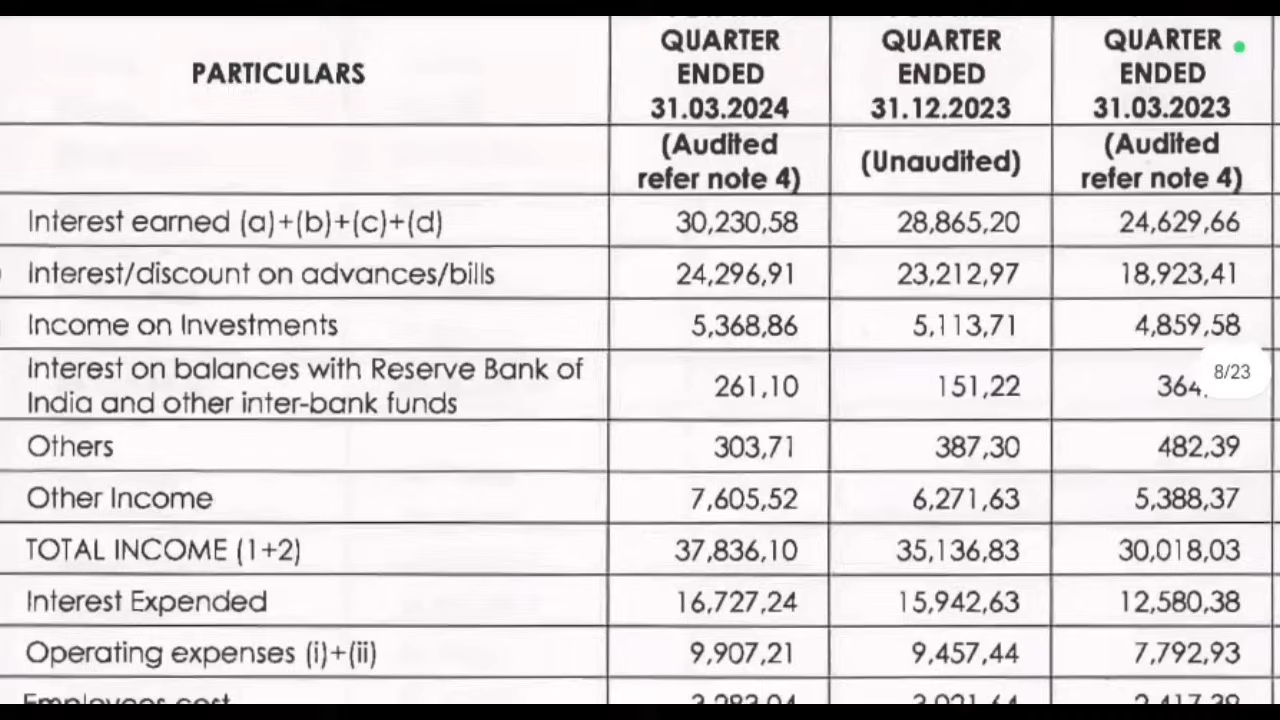 QUARTER QUARTER QUARTER
PARTICULARS ENDED ENDED ENDED
31.03.2024 31.12.2023 31.03.2023
(Audited refer note 4) (Unaudited) (Audited refer note 4)
Interest earned (a)+(b)+(c)+(d) 30,230,58 28,865,20 24,629,66
Interest/discount on advances/bills 24,296,91 23,212,97 18,923,41
Income on Investments 5,368,86 5,113,71 4,859,58
Interest on balances with Reserve Bank of
India and other inter-bank funds 261,10 151,22 364,
8/23
Others 303,71 387,30 482,39
Other Income 7,605,52 6,271,63 5,388,37
TOTAL INCOME (1+2) 37,836,10 35,136,83 30,018,03
Interest Expended 16,727,24 15,942,63 12,580,38
Operating expenses (i)+(ii) 9,907,21 9,457,44 7,792,93
Employees cost